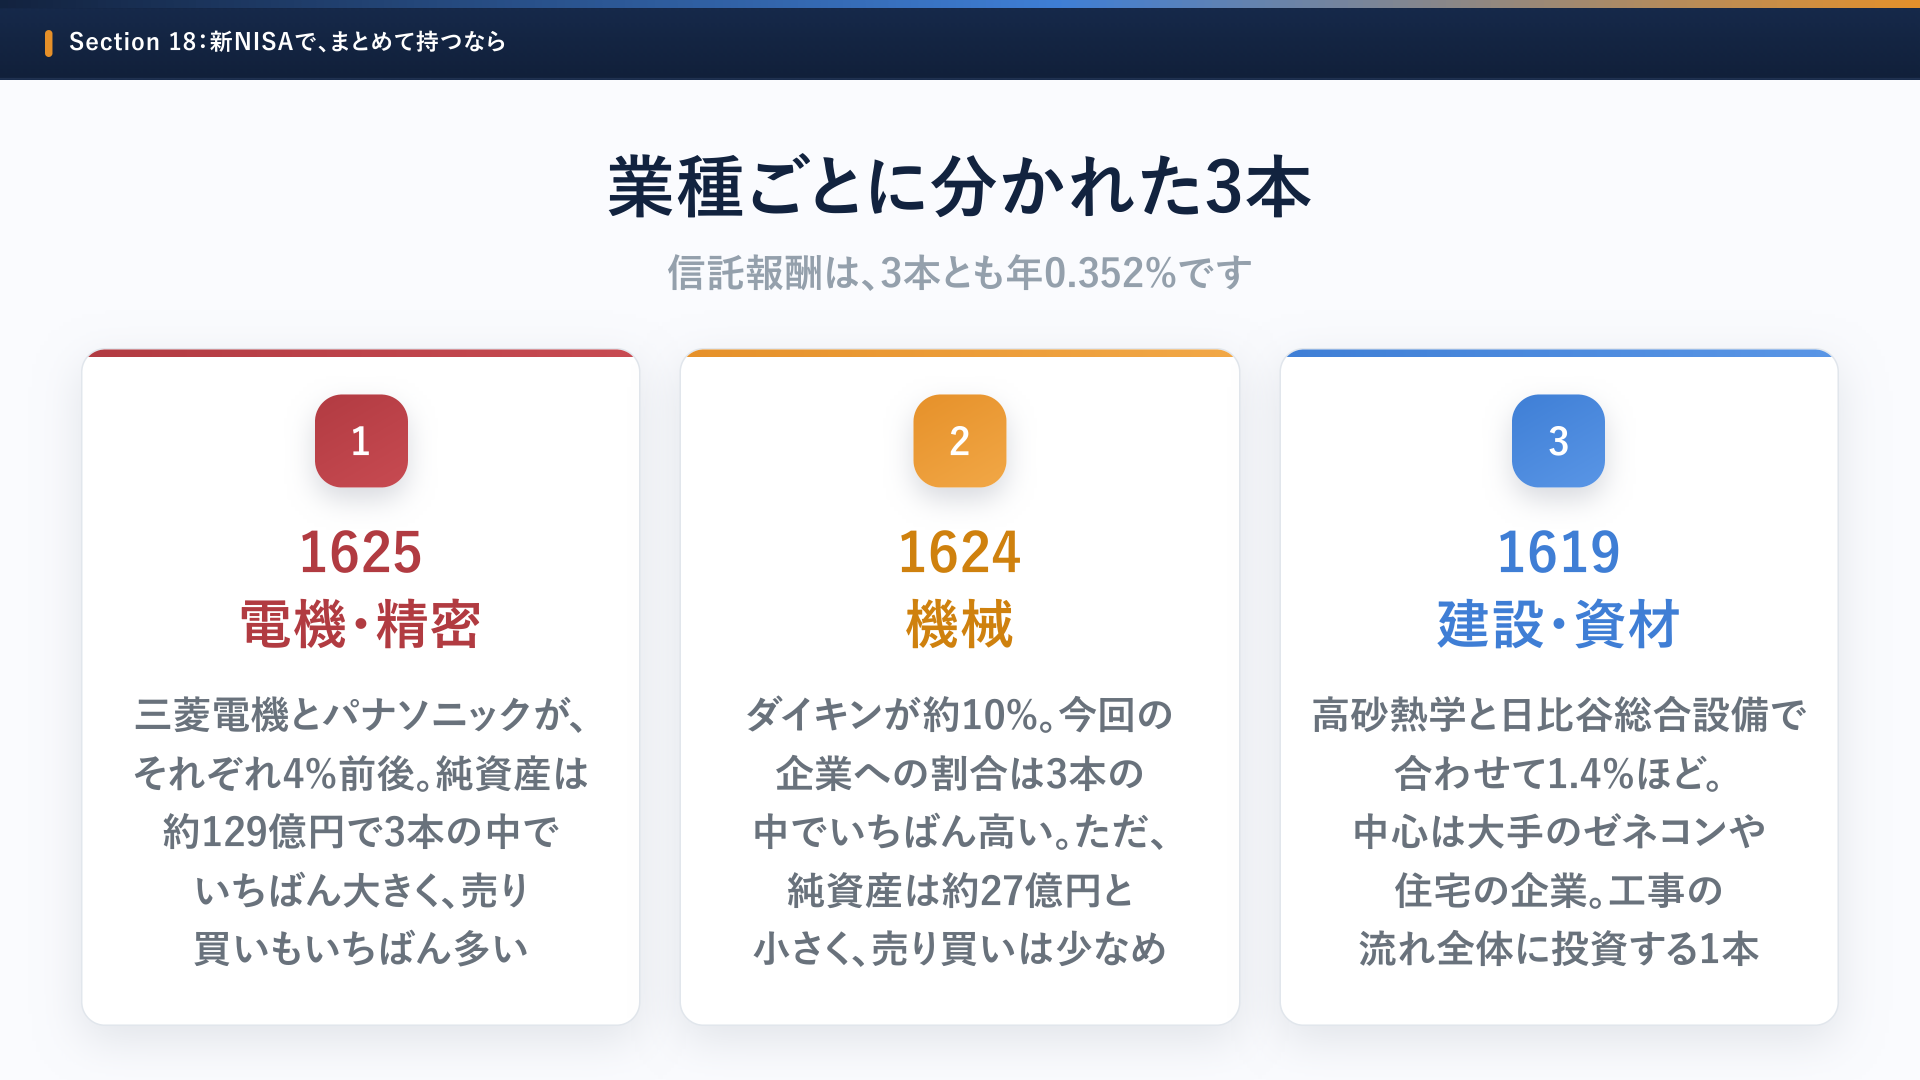 Section 18：新NISAで、まとめて持つなら
業種ごとに分かれた3本
信託報酬は、3本とも年0.352%です
1
1625
電機・精密
三菱電機とパナソニックが、
それぞれ4%前後。純資産は
約129億円で3本の中で
いちばん大きく、売り
買いもいちばん多い
2
1624
機械
ダイキンが約10%。今回の
企業への割合は3本の
中でいちばん高い。ただ、
純資産は約27億円と
小さく、売り買いは少なめ
3
1619
建設・資材
高砂熱学と日比谷総合設備で
合わせて1.4%ほど。
中心は大手のゼネコンや
住宅の企業。工事の
流れ全体に投資する1本